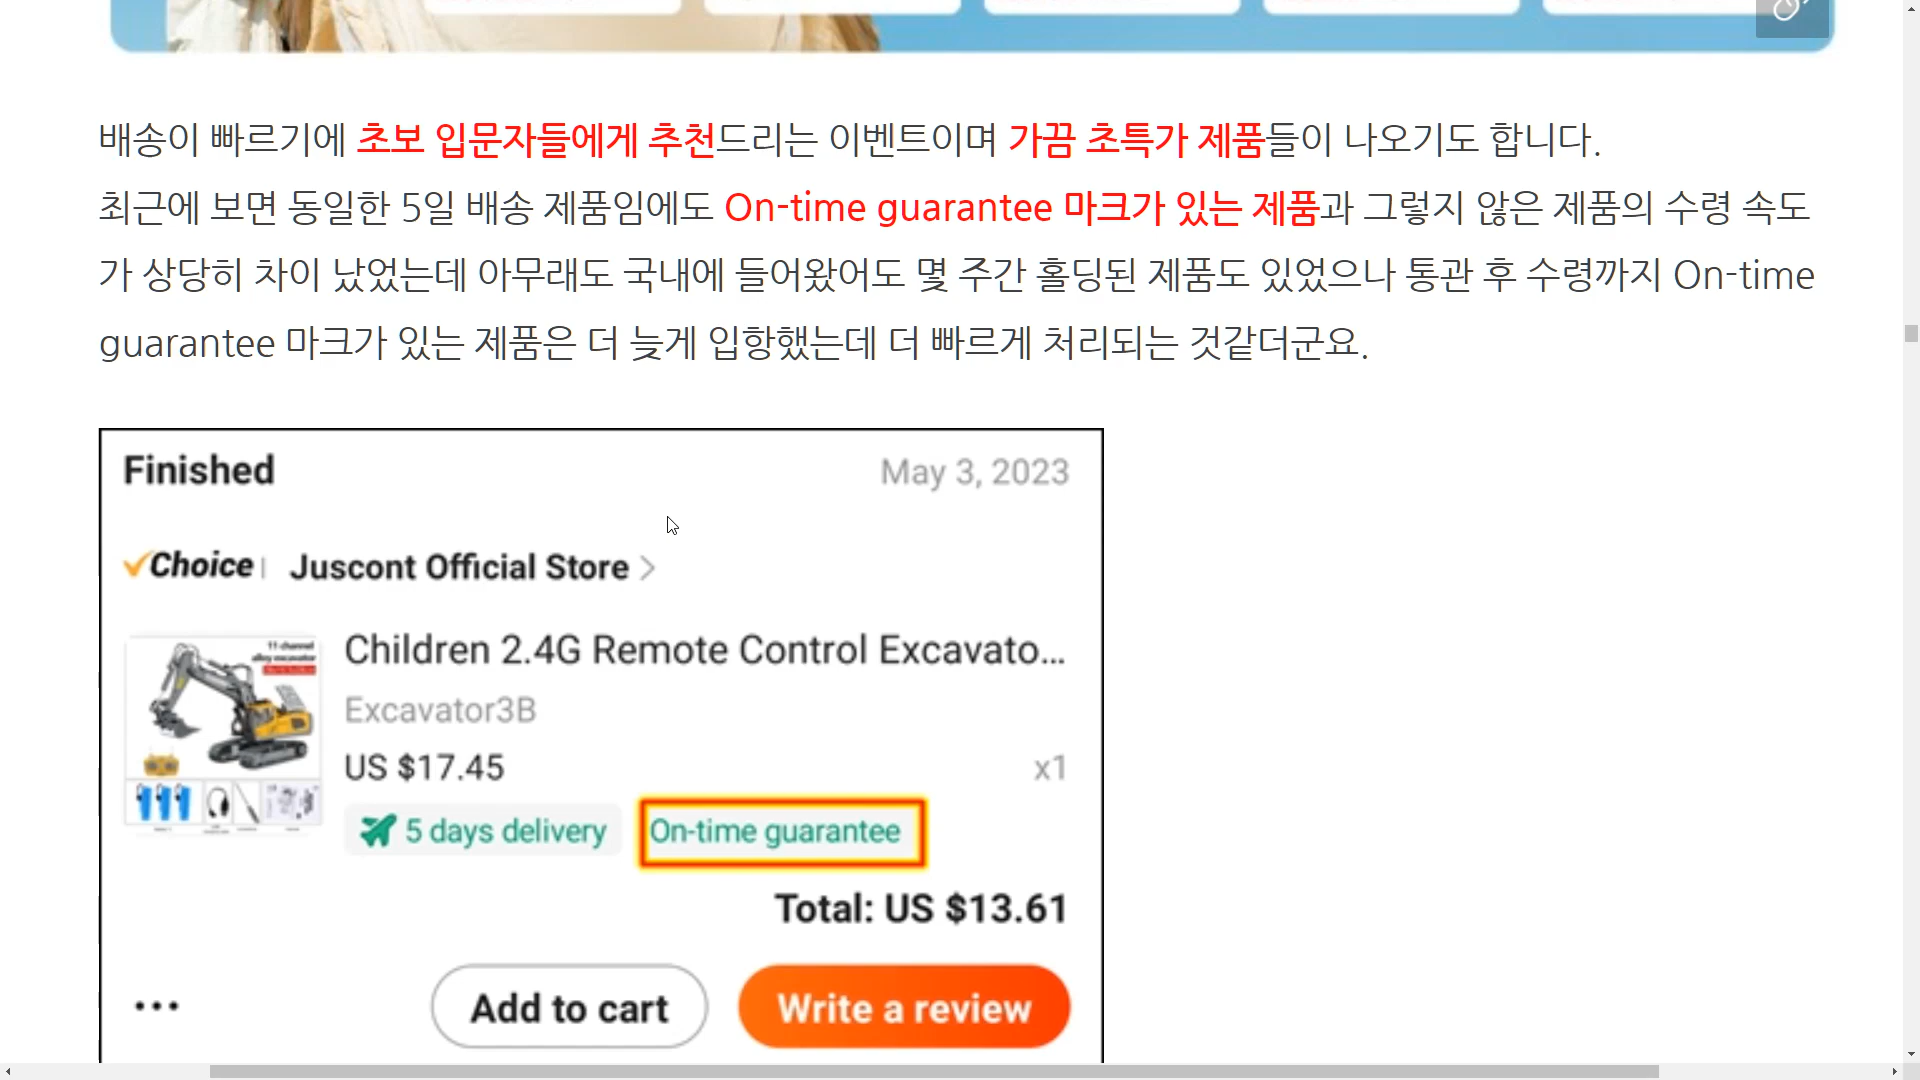 배송이 빠르기에 초보 입문자들에게 추천드리는 이벤트이며 가끔 초특가 제품들이 나오기도 합니다.
최근에 보면 동일한 5일 배송 제품임에도 On-time guarantee 마크가 있는 제품과 그렇지 않은 제품의 수령 속도
가 상당히 차이 났었는데 아무래도 국내에 들어왔어도 몇 주간 홀딩된 제품도 있었으나 통관 후 수령까지 On-time
guarantee 마크가 있는 제품은 더 늦게 입항했는데 더 빠르게 처리되는 것같더군요.
Finished
May 3, 2023
Choice
Juscont Official Store
Children 2.4G Remote Control Excavato...
11 channel
alloy excavator
Excavator3B
US $17.45
x1
5 days delivery
On-time guarantee
Total: US $13.61
Add to cart
Write a review